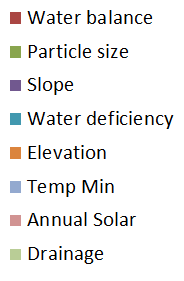 Water balance
Particle size
Slope
Water deficiency
Elevation
Temp Min
Annual Solar
Drainage